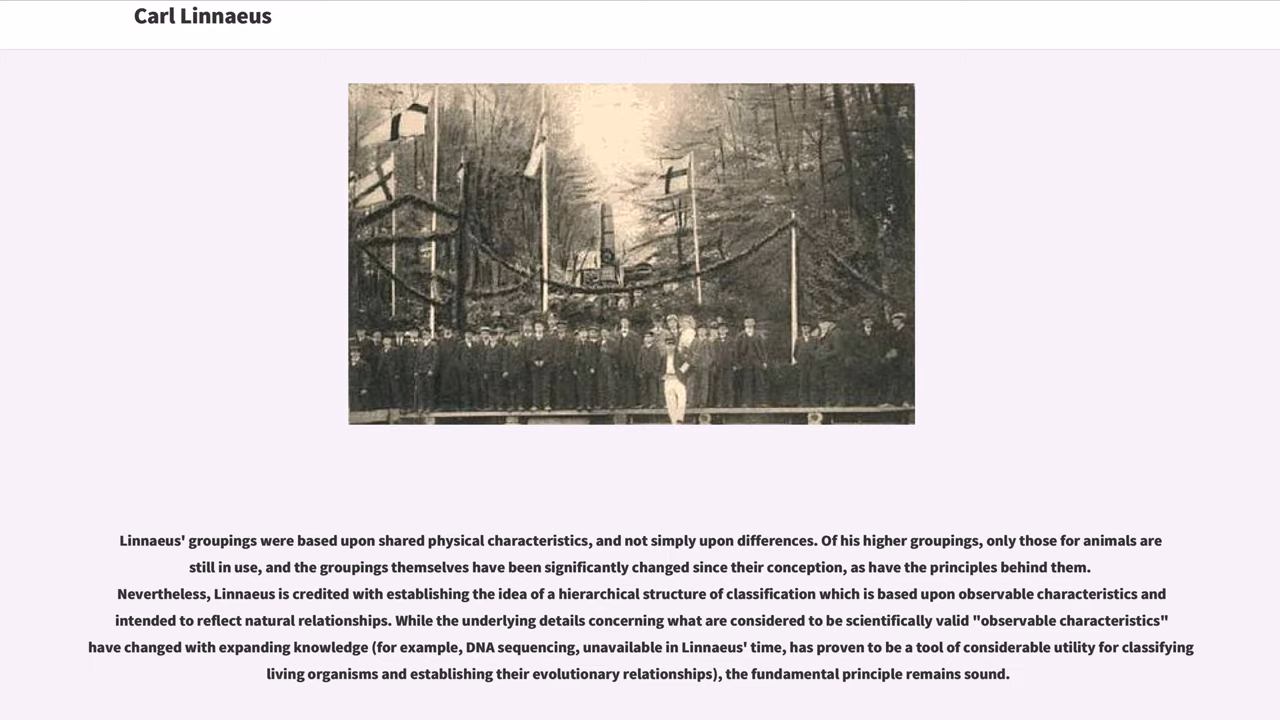 Carl Linnaeus
Linnaeus' groupings were based upon shared physical characteristics, and not simply upon differences. Of his higher groupings, only those for animals are
still in use, and the groupings themselves have been significantly changed since their conception, as have the principles behind them.
Nevertheless, Linnaeus is credited with establishing the idea of a hierarchical structure of classification which is based upon observable characteristics and
intended to reflect natural relationships. While the underlying details concerning what are considered to be scientifically valid "observable characteristics"
have changed with expanding knowledge (for example, DNA sequencing, unavailable in Linnaeus' time, has proven to be a tool of considerable utility for classifying
living organisms and establishing their evolutionary relationships), the fundamental principle remains sound.